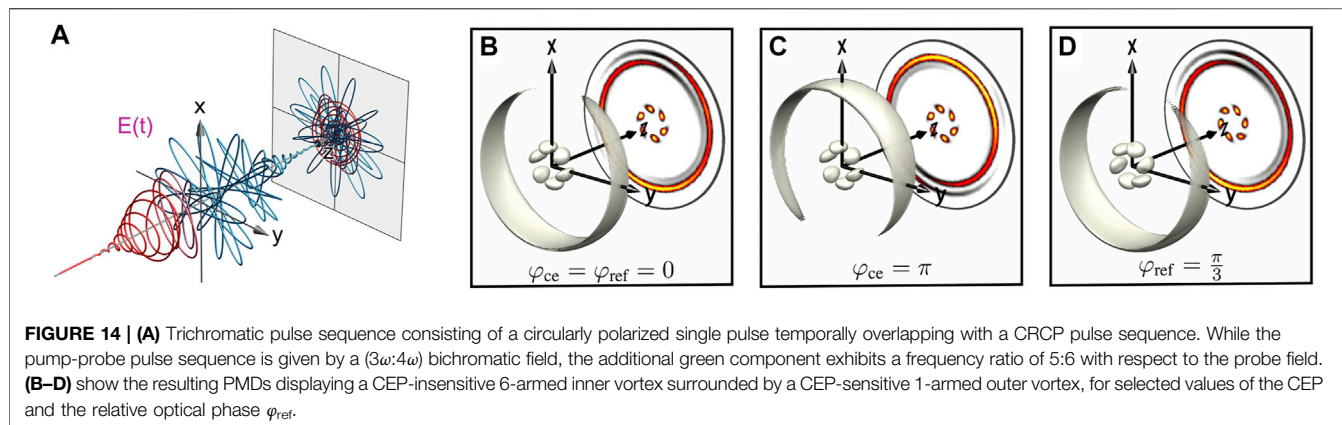 A
E(t)
x
y
z
B
x
z
y
φce = φref = 0
C
x
z
y
φce = π
D
x
z
y
φref = π/3
FIGURE 14 | (A) Trichromatic pulse sequence consisting of a circularly polarized single pulse temporally overlapping with a CRCP pulse sequence. While the
pump-probe pulse sequence is given by a (3ω:4ω) bichromatic field, the additional green component exhibits a frequency ratio of 5:6 with respect to the probe field.
(B–D) show the resulting PMDs displaying a CEP-insensitive 6-armed inner vortex surrounded by a CEP-sensitive 1-armed outer vortex, for selected values of the CEP
and the relative optical phase φref.